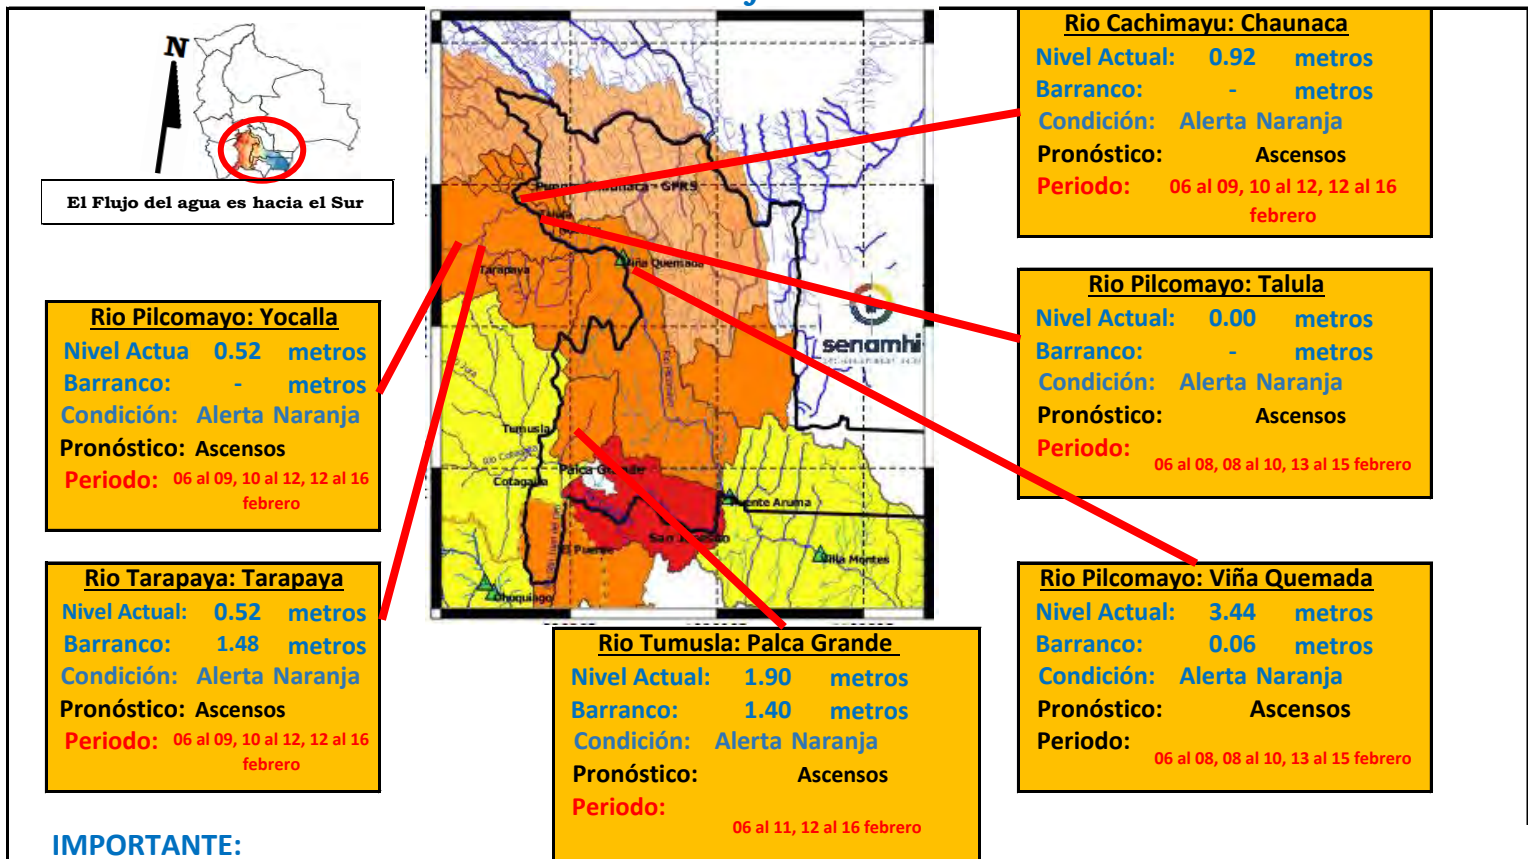 N
El Flujo del agua es hacia el Sur
Rio Pilcomayo: Yocalla
Nivel Actua 0.52 metros
Barranco: - metros
Condición: Alerta Naranja
Pronóstico: Ascensos
Periodo: 06 al 09, 10 al 12, 12 al 16
febrero
Rio Tarapaya: Tarapaya
Nivel Actual: 0.52 metros
Barranco: 1.48 metros
Condición: Alerta Naranja
Pronóstico: Ascensos
Periodo: 06 al 09, 10 al 12, 12 al 16
febrero
IMPORTANTE:
Talula
Viña Quemada
Tarapaya
senamhi
Tumusla
Rio Cotagaita
Palca Grande
Cotagaita
Puente Aruma
El Puente
Villa Montes
Chuquiago
Rio Tumusla: Palca Grande
Nivel Actual: 1.90 metros
Barranco: 1.40 metros
Condición: Alerta Naranja
Pronóstico: Ascensos
Periodo:
06 al 11, 12 al 16 febrero
Rio Cachimayu: Chaunaca
Nivel Actual: 0.92 metros
Barranco: - metros
Condición: Alerta Naranja
Pronóstico: Ascensos
Periodo: 06 al 09, 10 al 12, 12 al 16
febrero
Rio Pilcomayo: Talula
Nivel Actual: 0.00 metros
Barranco: - metros
Condición: Alerta Naranja
Pronóstico: Ascensos
Periodo:
06 al 08, 08 al 10, 13 al 15 febrero
Rio Pilcomayo: Viña Quemada
Nivel Actual: 3.44 metros
Barranco: 0.06 metros
Condición: Alerta Naranja
Pronóstico: Ascensos
Periodo:
06 al 08, 08 al 10, 13 al 15 febrero